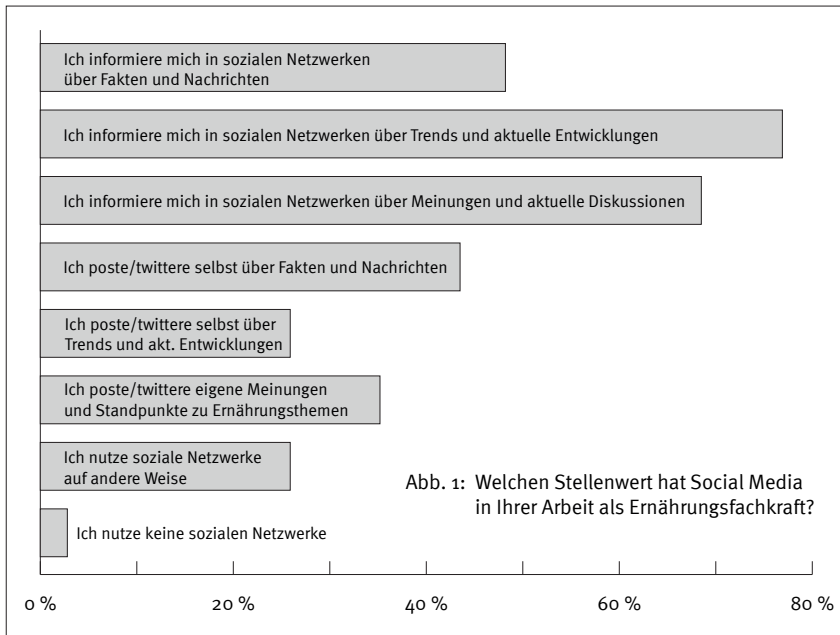 Ich informiere mich in sozialen Netzwerken
über Fakten und Nachrichten
Ich informiere mich in sozialen Netzwerken über Trends und aktuelle Entwicklungen
Ich informiere mich in sozialen Netzwerken über Meinungen und aktuelle Diskussionen
Ich poste/twittere selbst über Fakten und Nachrichten
Ich poste/twittere selbst über
Trends und akt. Entwicklungen
Ich poste/twittere eigene Meinungen
und Standpunkte zu Ernährungsthemen
Ich nutze soziale Netzwerke
auf andere Weise
Abb. 1: Welchen Stellenwert hat Social Media
in Ihrer Arbeit als Ernährungsfachkraft?
Ich nutze keine sozialen Netzwerke
0 % 20 % 40 % 60 % 80 %